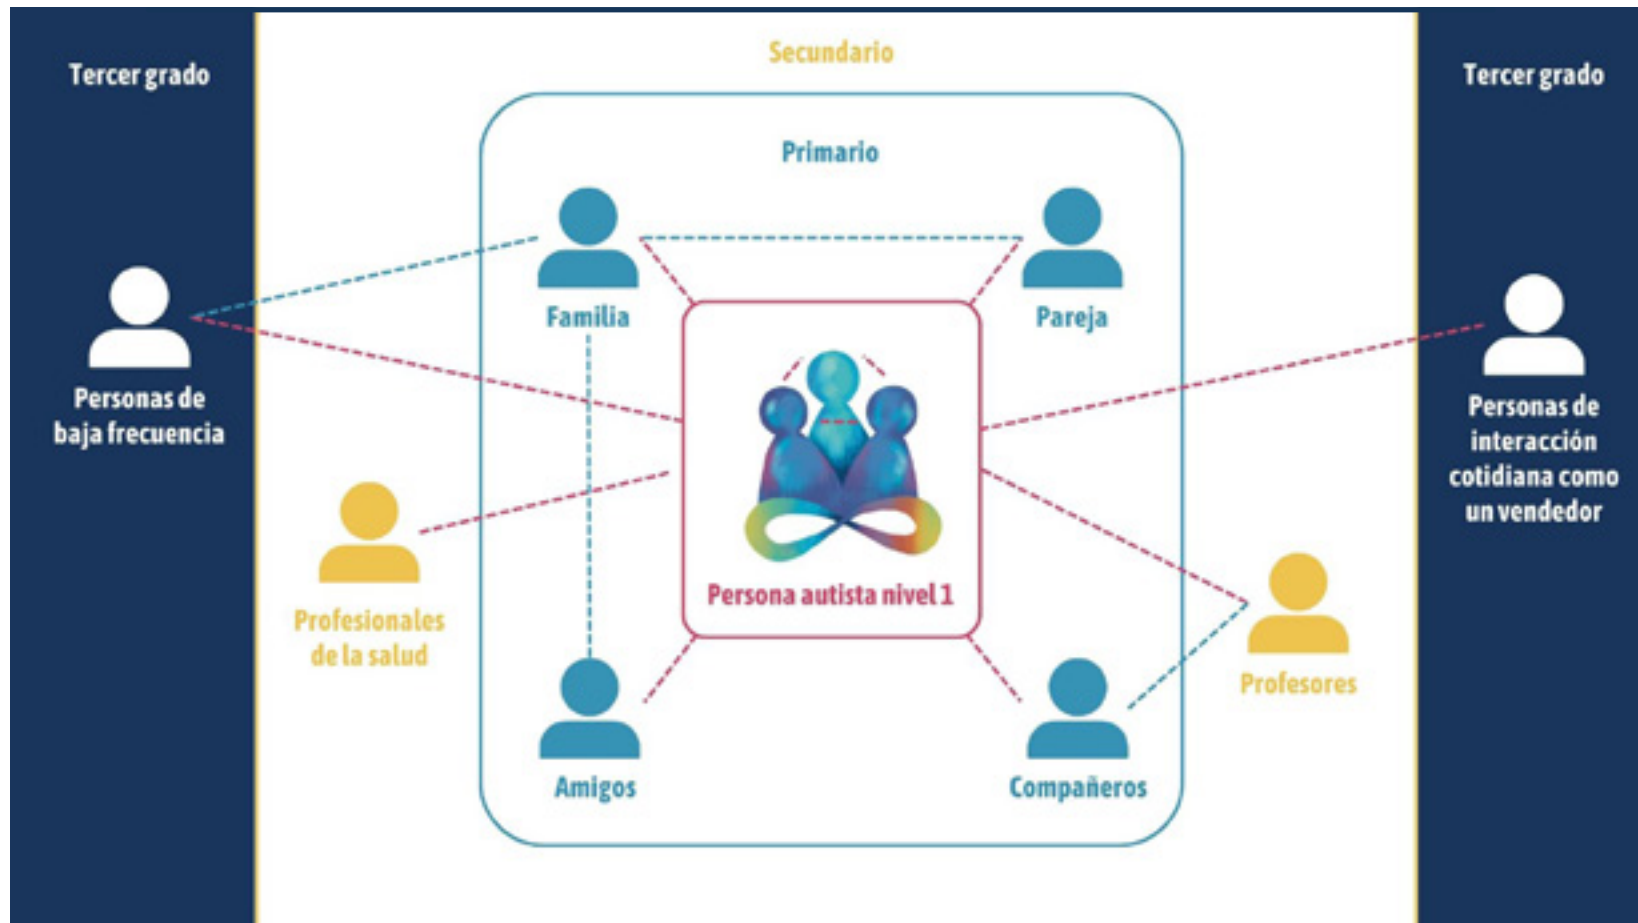 Secundario
Tercer grado
Tercer grado
Primario
Familia
Pareja
Personas de
baja frecuencia
Personas de
interacción
cotidiana como
un vendedor
Persona autista nivel 1
Profesionales
de la salud
Profesores
Amigos
Compañeros